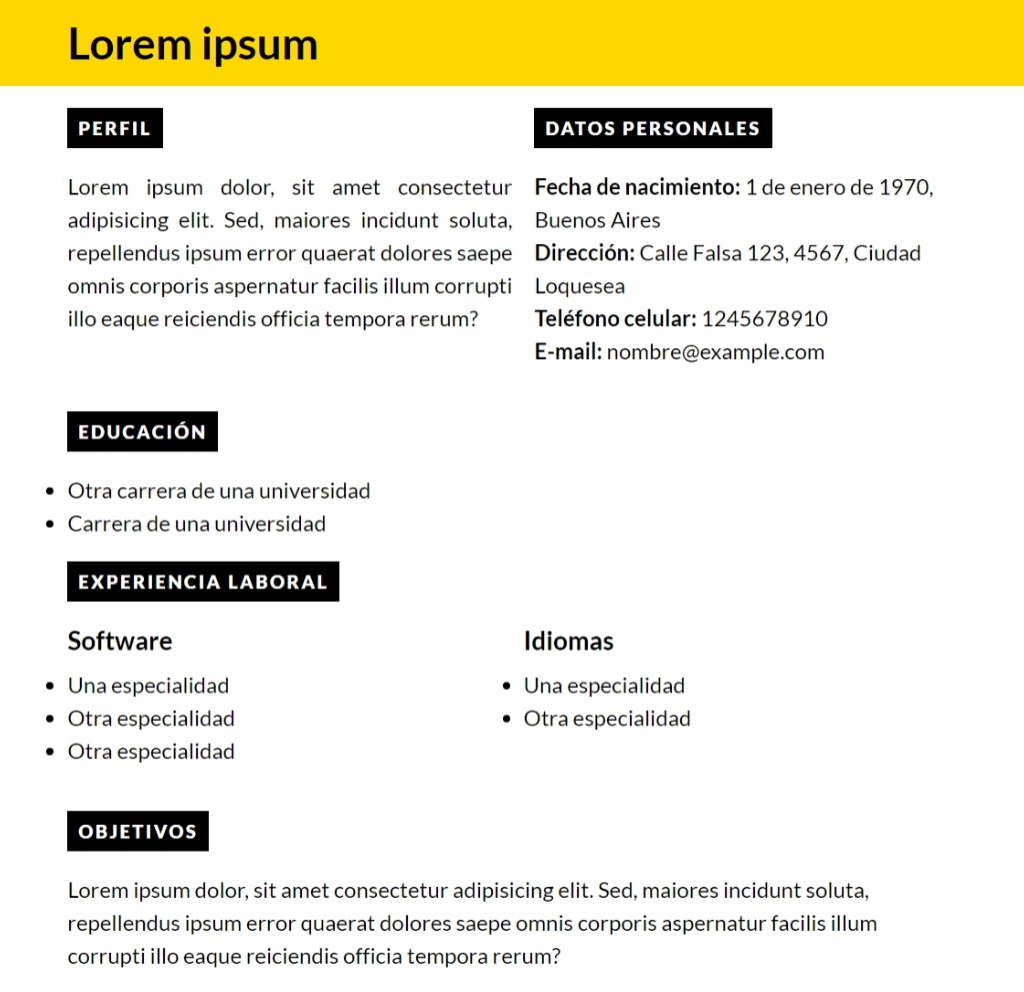 Lorem ipsum
PERFIL
Lorem ipsum dolor, sit amet consectetur
adipisicing elit. Sed, maiores incidunt soluta,
repellendus ipsum error quaerat dolores saepe
omnis corporis aspernatur facilis illum corrupti
illo eaque reiciendis officia tempora rerum?
DATOS PERSONALES
Fecha de nacimiento: 1 de enero de 1970,
Buenos Aires
Dirección: Calle Falsa 123, 4567, Ciudad
Loquesea
Teléfono celular: 1245678910
E-mail: nombre@example.com
EDUCACIÓN
• Otra carrera de una universidad
• Carrera de una universidad
EXPERIENCIA LABORAL
Software
• Una especialidad
• Otra especialidad
• Otra especialidad
Idiomas
• Una especialidad
• Otra especialidad
OBJETIVOS
Lorem ipsum dolor, sit amet consectetur adipisicing elit. Sed, maiores incidunt soluta,
repellendus ipsum error quaerat dolores saepe omnis corporis aspernatur facilis illum
corrupti illo eaque reiciendis officia tempora rerum?